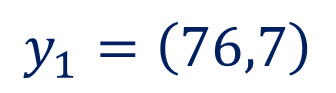 y₁ = (76,7)